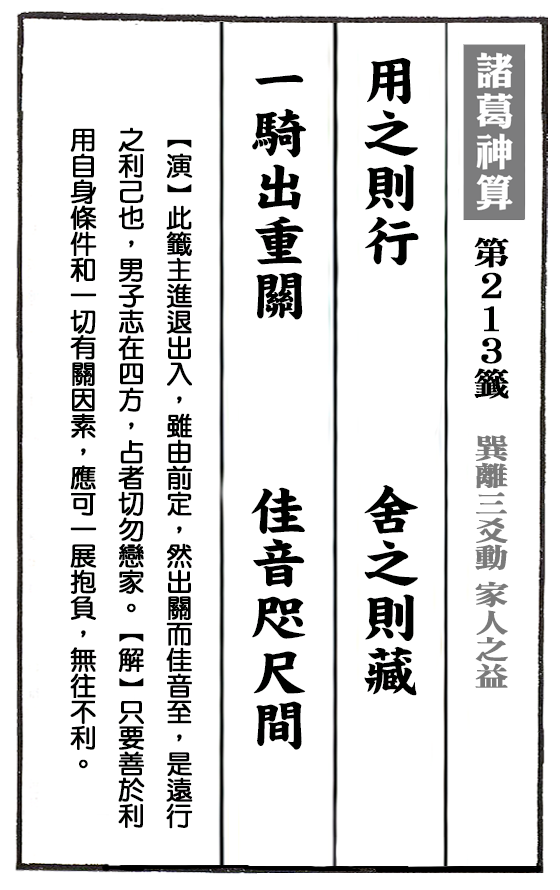 諸葛神算 第213籤 巽離三爻動 家人之益
用之則行 舍之則藏
一騎出重關 佳音咫尺間
【演】此籤主進退出入，雖由前定，然出關而佳音至，是遠行
之利己也，男子志在四方，占者切勿戀家。【解】只要善於利
用自身條件和一切有關因素，應可一展抱負，無往不利。